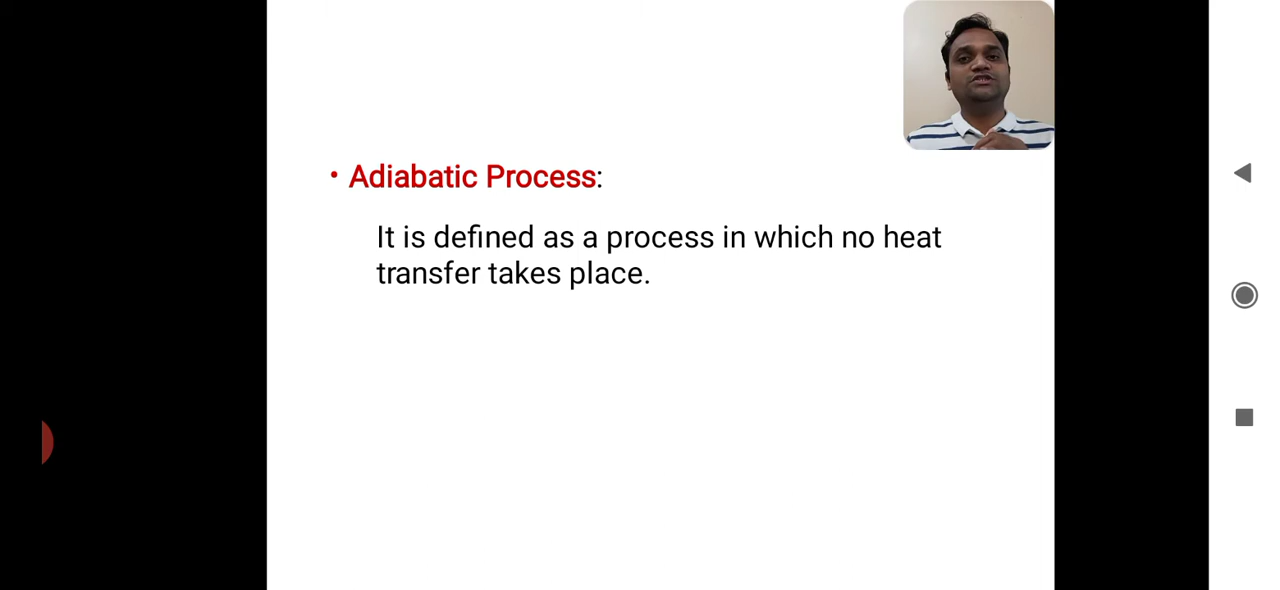 • Adiabatic Process:
It is defined as a process in which no heat
transfer takes place.